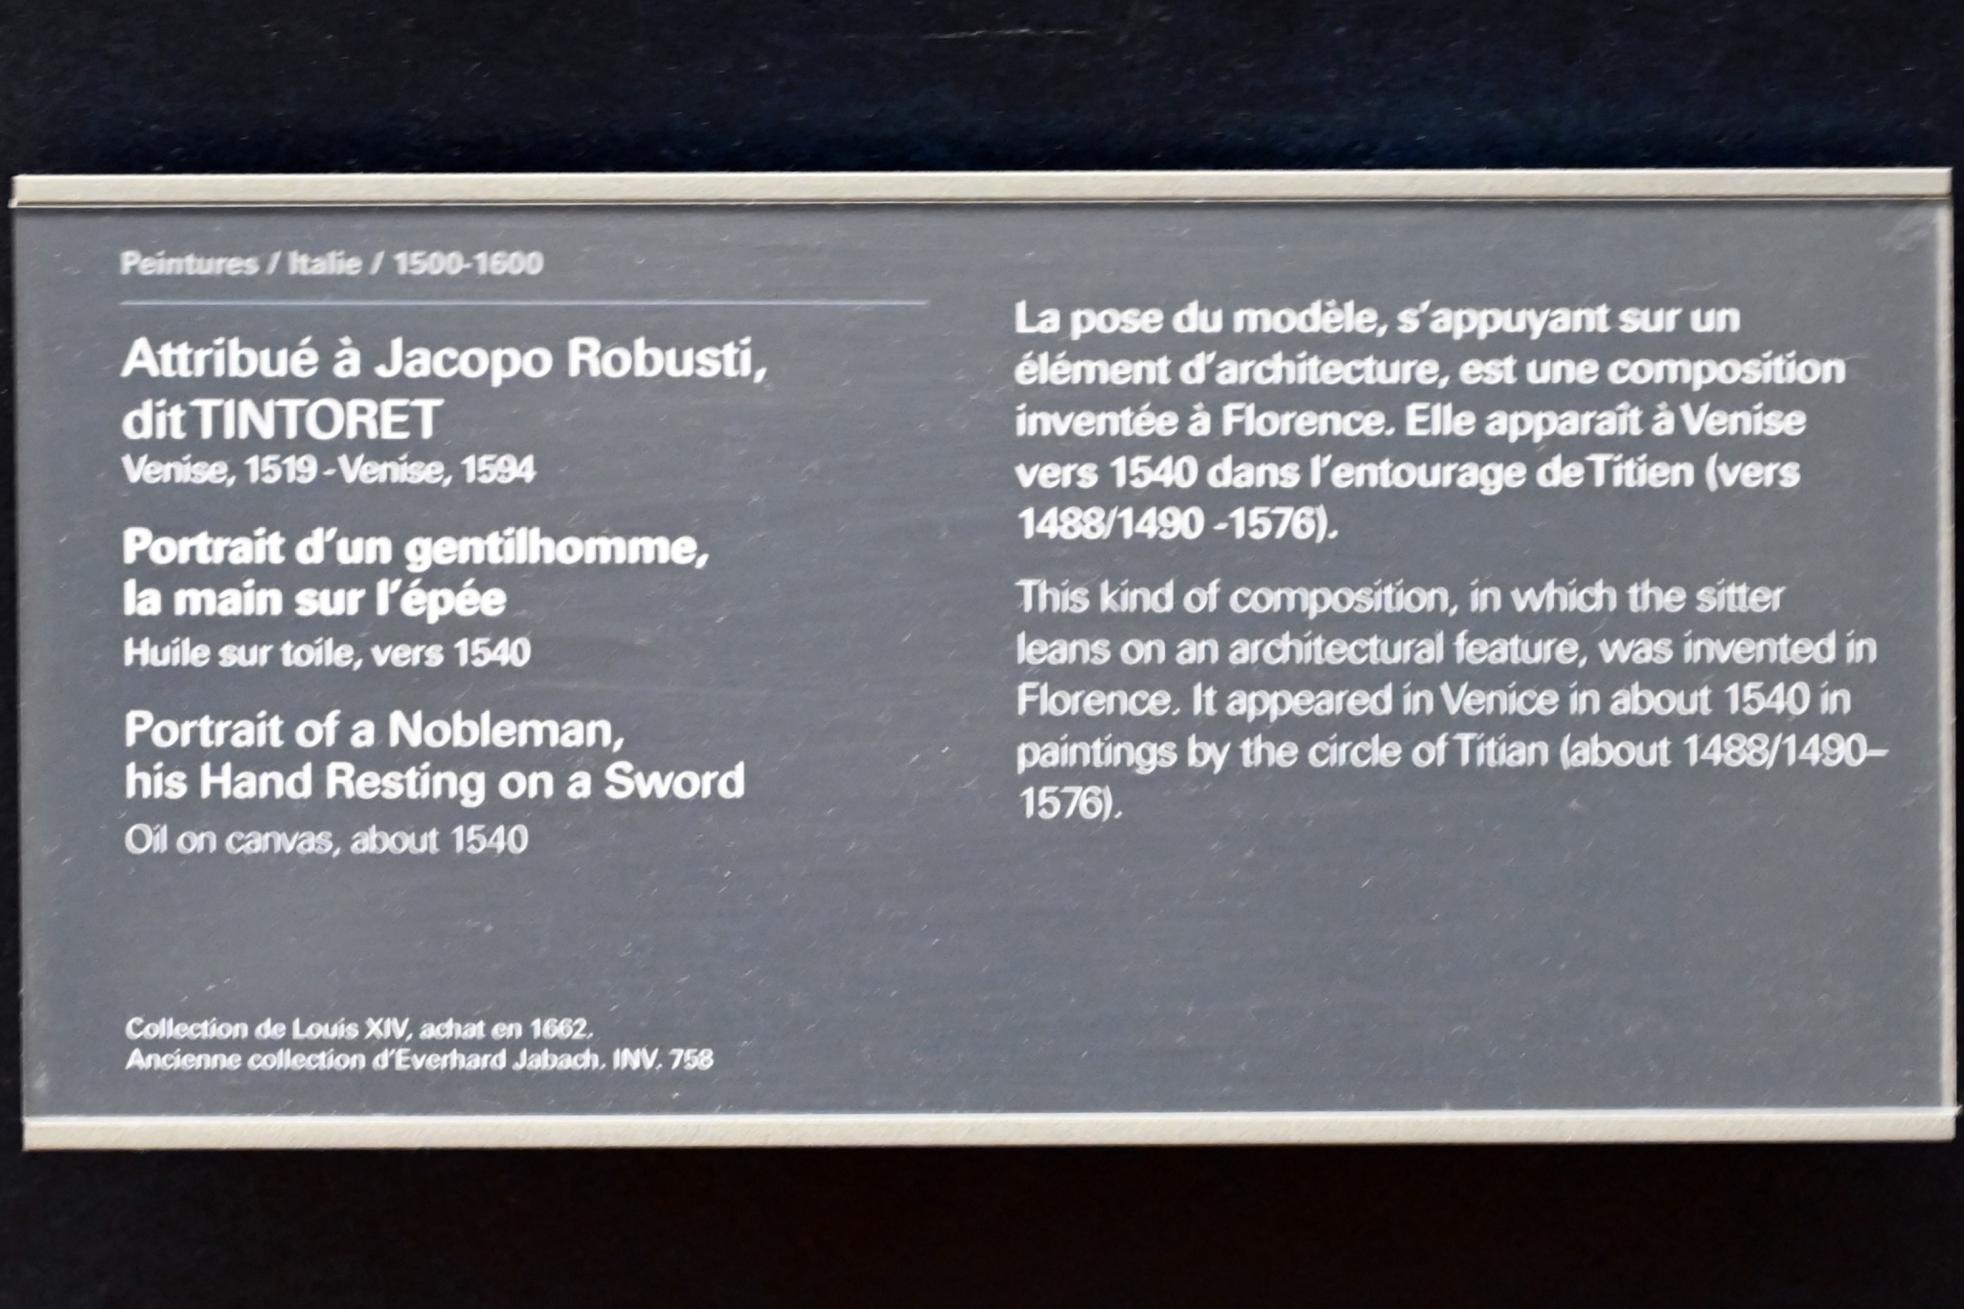 Peintures / Italie / 1500-1600
Attribué à Jacopo Robusti,
dit TINTORET
Venise, 1519 - Venise, 1594
Portrait d'un gentilhomme,
la main sur l'épée
Huile sur toile, vers 1540
Portrait of a Nobleman,
his Hand Resting on a Sword
Oil on canvas, about 1540
Collection de Louis XIV, achat en 1662.
Ancienne collection d'Everhard Jabach. INV. 758
La pose du modèle, s'appuyant sur un
élément d'architecture, est une composition
inventée à Florence. Elle apparaît à Venise
vers 1540 dans l'entourage de Titien (vers
1488/1490 -1576).
This kind of composition, in which the sitter
leans on an architectural feature, was invented in
Florence. It appeared in Venice in about 1540 in
paintings by the circle of Titian (about 1488/1490–
1576).